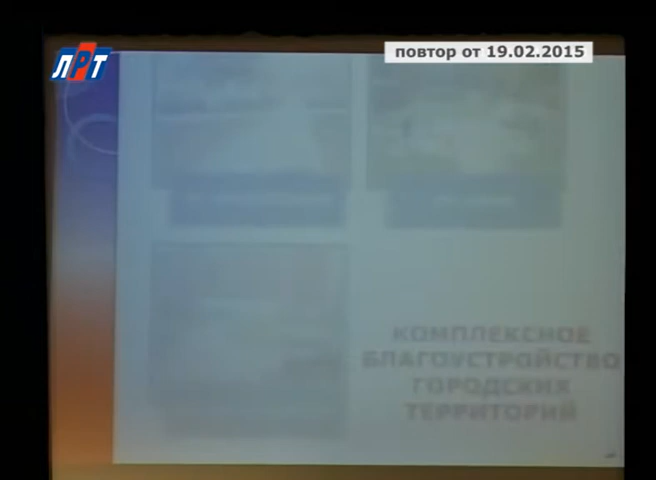 ЛРТ
повтор от 19.02.2015
КОМПЛЕКСНОЕ
БЛАГОУСТРОЙСТВО
ГОРОДСКИХ
ТЕРРИТОРИЙ